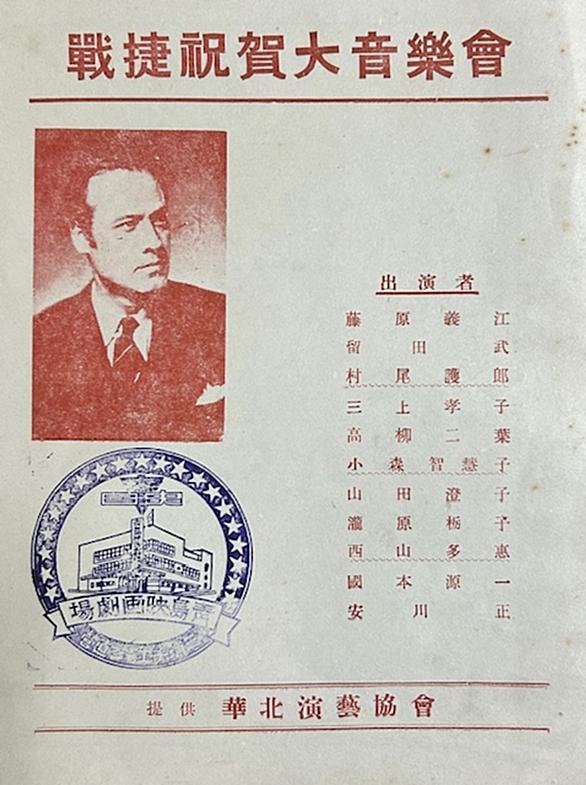 戰捷祝賀大音樂會
出演者
藤原義江
留田武
村尾護郎
三上孝子
高柳二葉
小森智慧子
山田澄子
瀧原栃子
西山多惠
國本源一
安川正
青島映画劇場
提供 華北演藝協會